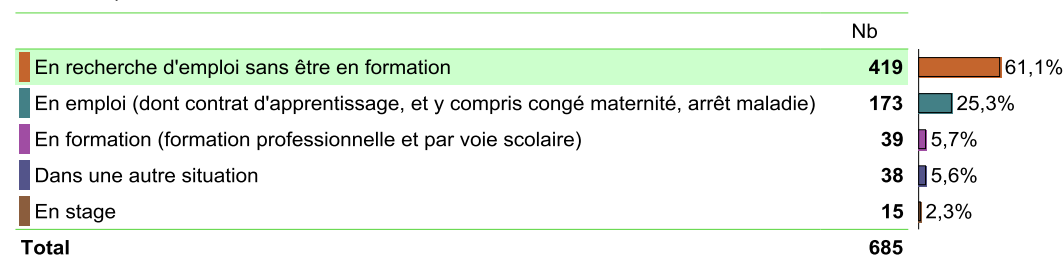 Nb
En recherche d'emploi sans être en formation 419 61,1%
En emploi (dont contrat d'apprentissage, et y compris congé maternité, arrêt maladie) 173 25,3%
En formation (formation professionnelle et par voie scolaire) 39 5,7%
Dans une autre situation 38 5,6%
En stage 15 2,3%
Total 685